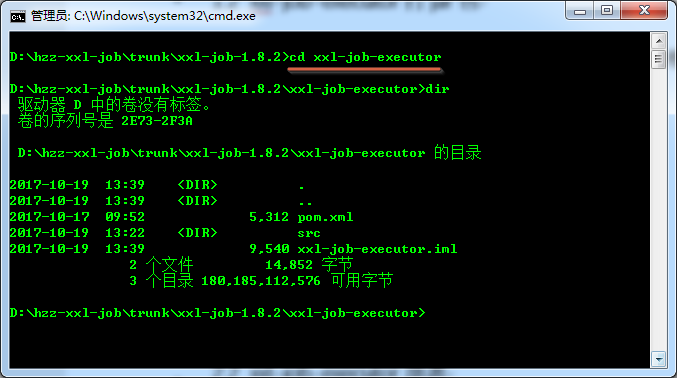 管理员: C:\Windows\system32\cmd.exe
D:\hzz-xxl-job\trunk\xxl-job-1.8.2>cd xxl-job-executor
D:\hzz-xxl-job\trunk\xxl-job-1.8.2\xxl-job-executor>dir
驱动器 D 中的卷没有标签。
卷的序列号是 2E73-2F3A
D:\hzz-xxl-job\trunk\xxl-job-1.8.2\xxl-job-executor 的目录
2017-10-19  13:39    <DIR>          .
2017-10-19  13:39    <DIR>          ..
2017-10-17  09:52             5,312 pom.xml
2017-10-19  13:22    <DIR>          src
2017-10-19  13:39             9,540 xxl-job-executor.iml
2 个文件         14,852 字节
3 个目录 180,185,112,576 可用字节
D:\hzz-xxl-job\trunk\xxl-job-1.8.2\xxl-job-executor>